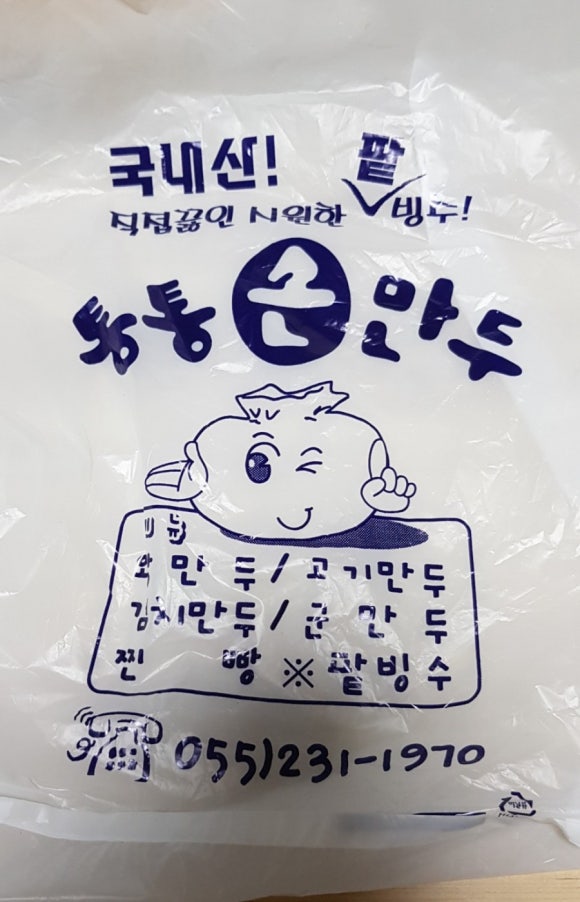 국내산! 팥
직접끓인 시원한 빙수!
통통 손 만두
메뉴
왕만두/고기만두
김치만두/군만두
찐빵 ※팥빙수
055)231-1970